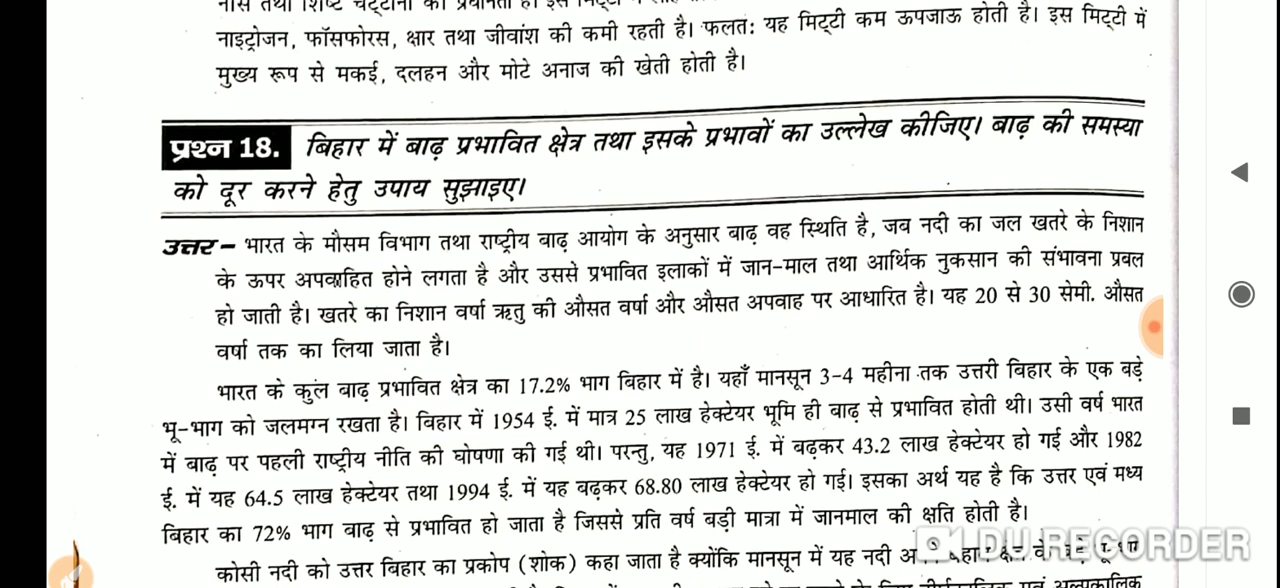 नाइट्रोजन, फॉसफोरस, क्षार तथा जीवांश की कमी रहती है। फलतः यह मिट्टी कम ऊपजाऊ होती है। इस मिट्टी में
मुख्य रूप से मकई, दलहन और मोटे अनाज की खेती होती है।
प्रश्न 18. बिहार में बाढ़ प्रभावित क्षेत्र तथा इसके प्रभावों का उल्लेख कीजिए। बाढ़ की समस्या
को दूर करने हेतु उपाय सुझाइए।
उत्तर – भारत के मौसम विभाग तथा राष्ट्रीय बाढ़ आयोग के अनुसार बाढ़ वह स्थिति है, जब नदी का जल खतरे के निशान
के ऊपर अपवाहित होने लगता है और उससे प्रभावित इलाकों में जान-माल तथा आर्थिक नुकसान की संभावना प्रबल
हो जाती है। खतरे का निशान वर्षा ऋतु की औसत वर्षा और औसत अपवाह पर आधारित है। यह 20 से 30 सेमी. औसत
वर्षा तक का लिया जाता है।
भारत के कुल बाढ़ प्रभावित क्षेत्र का 17.2% भाग बिहार में है। यहाँ मानसून 3-4 महीना तक उत्तरी बिहार के एक बड़े
भू-भाग को जलमग्न रखता है। बिहार में 1954 ई. में मात्र 25 लाख हेक्टेयर भूमि ही बाढ़ से प्रभावित होती थी। उसी वर्ष भारत
में बाढ़ पर पहली राष्ट्रीय नीति की घोषणा की गई थी। परन्तु, यह 1971 ई. में बढ़कर 43.2 लाख हेक्टेयर हो गई और 1982
ई. में यह 64.5 लाख हेक्टेयर तथा 1994 ई. में यह बढ़कर 68.80 लाख हेक्टेयर हो गई। इसका अर्थ यह है कि उत्तर एवं मध्य
बिहार का 72% भाग बाढ़ से प्रभावित हो जाता है जिससे प्रति वर्ष बड़ी मात्रा में जानमाल की क्षति होती है।
कोसी नदी को उत्तर बिहार का प्रकोप (शोक) कहा जाता है क्योंकि मानसून में यह नदी
DU RECORDER